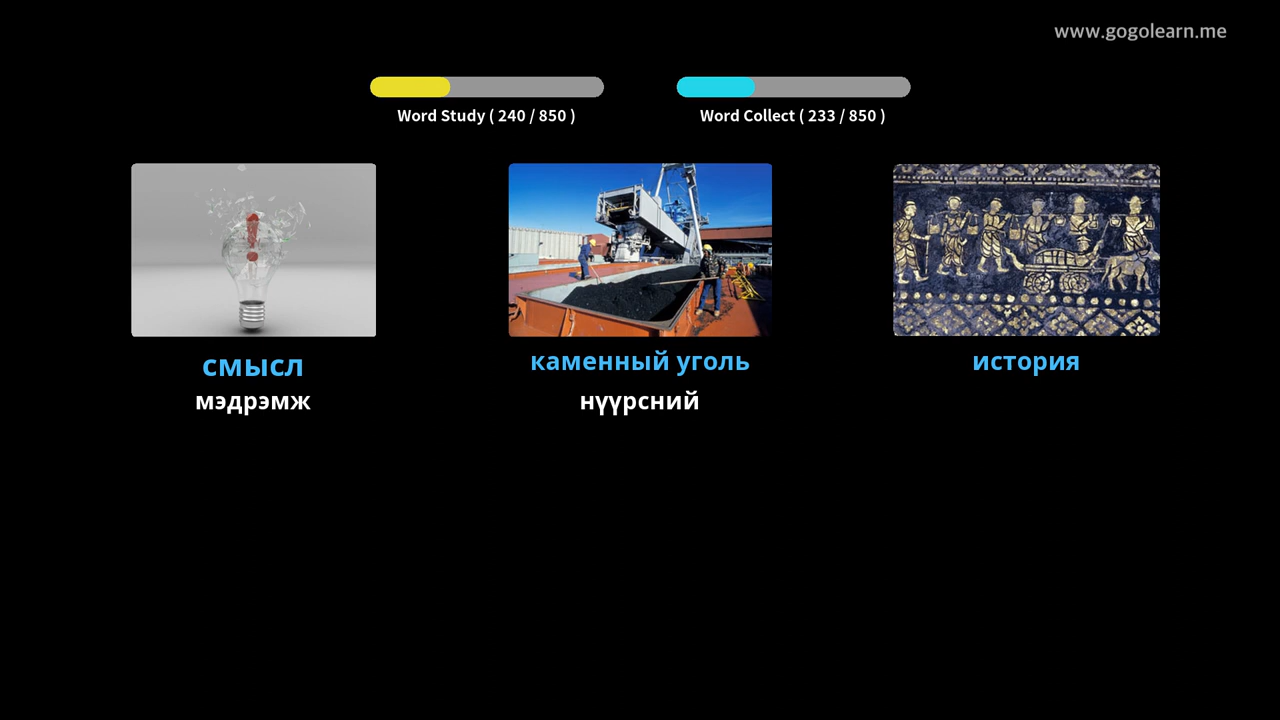 www.gogolearn.me
Word Study ( 240 / 850 )
Word Collect ( 233 / 850 )
смысл
каменный уголь
история
мэдрэмж
нүүрсний